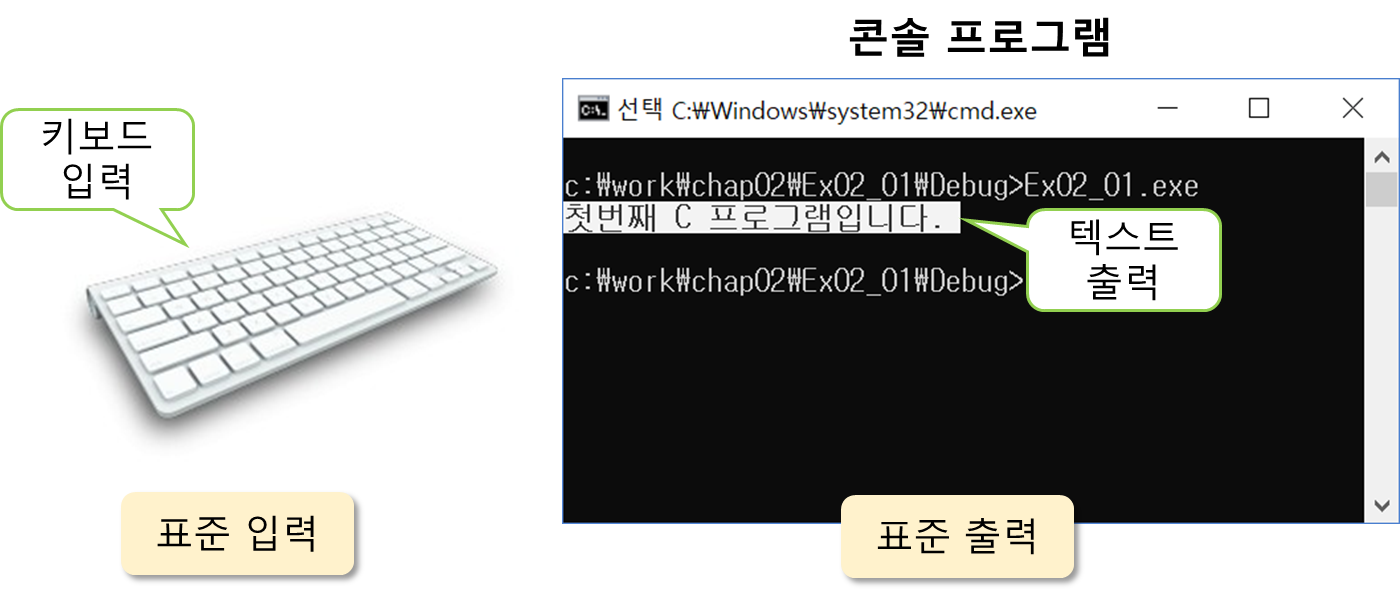 콘솔 프로그램
키보드
입력
선택 C:₩Windows₩system32₩cmd.exe
c:₩work₩chap02₩Ex02_01₩Debug>Ex02_01.exe
첫번째 C 프로그램입니다.
텍스트
출력
c:₩work₩chap02₩Ex02_01₩Debug>
표준 입력
표준 출력